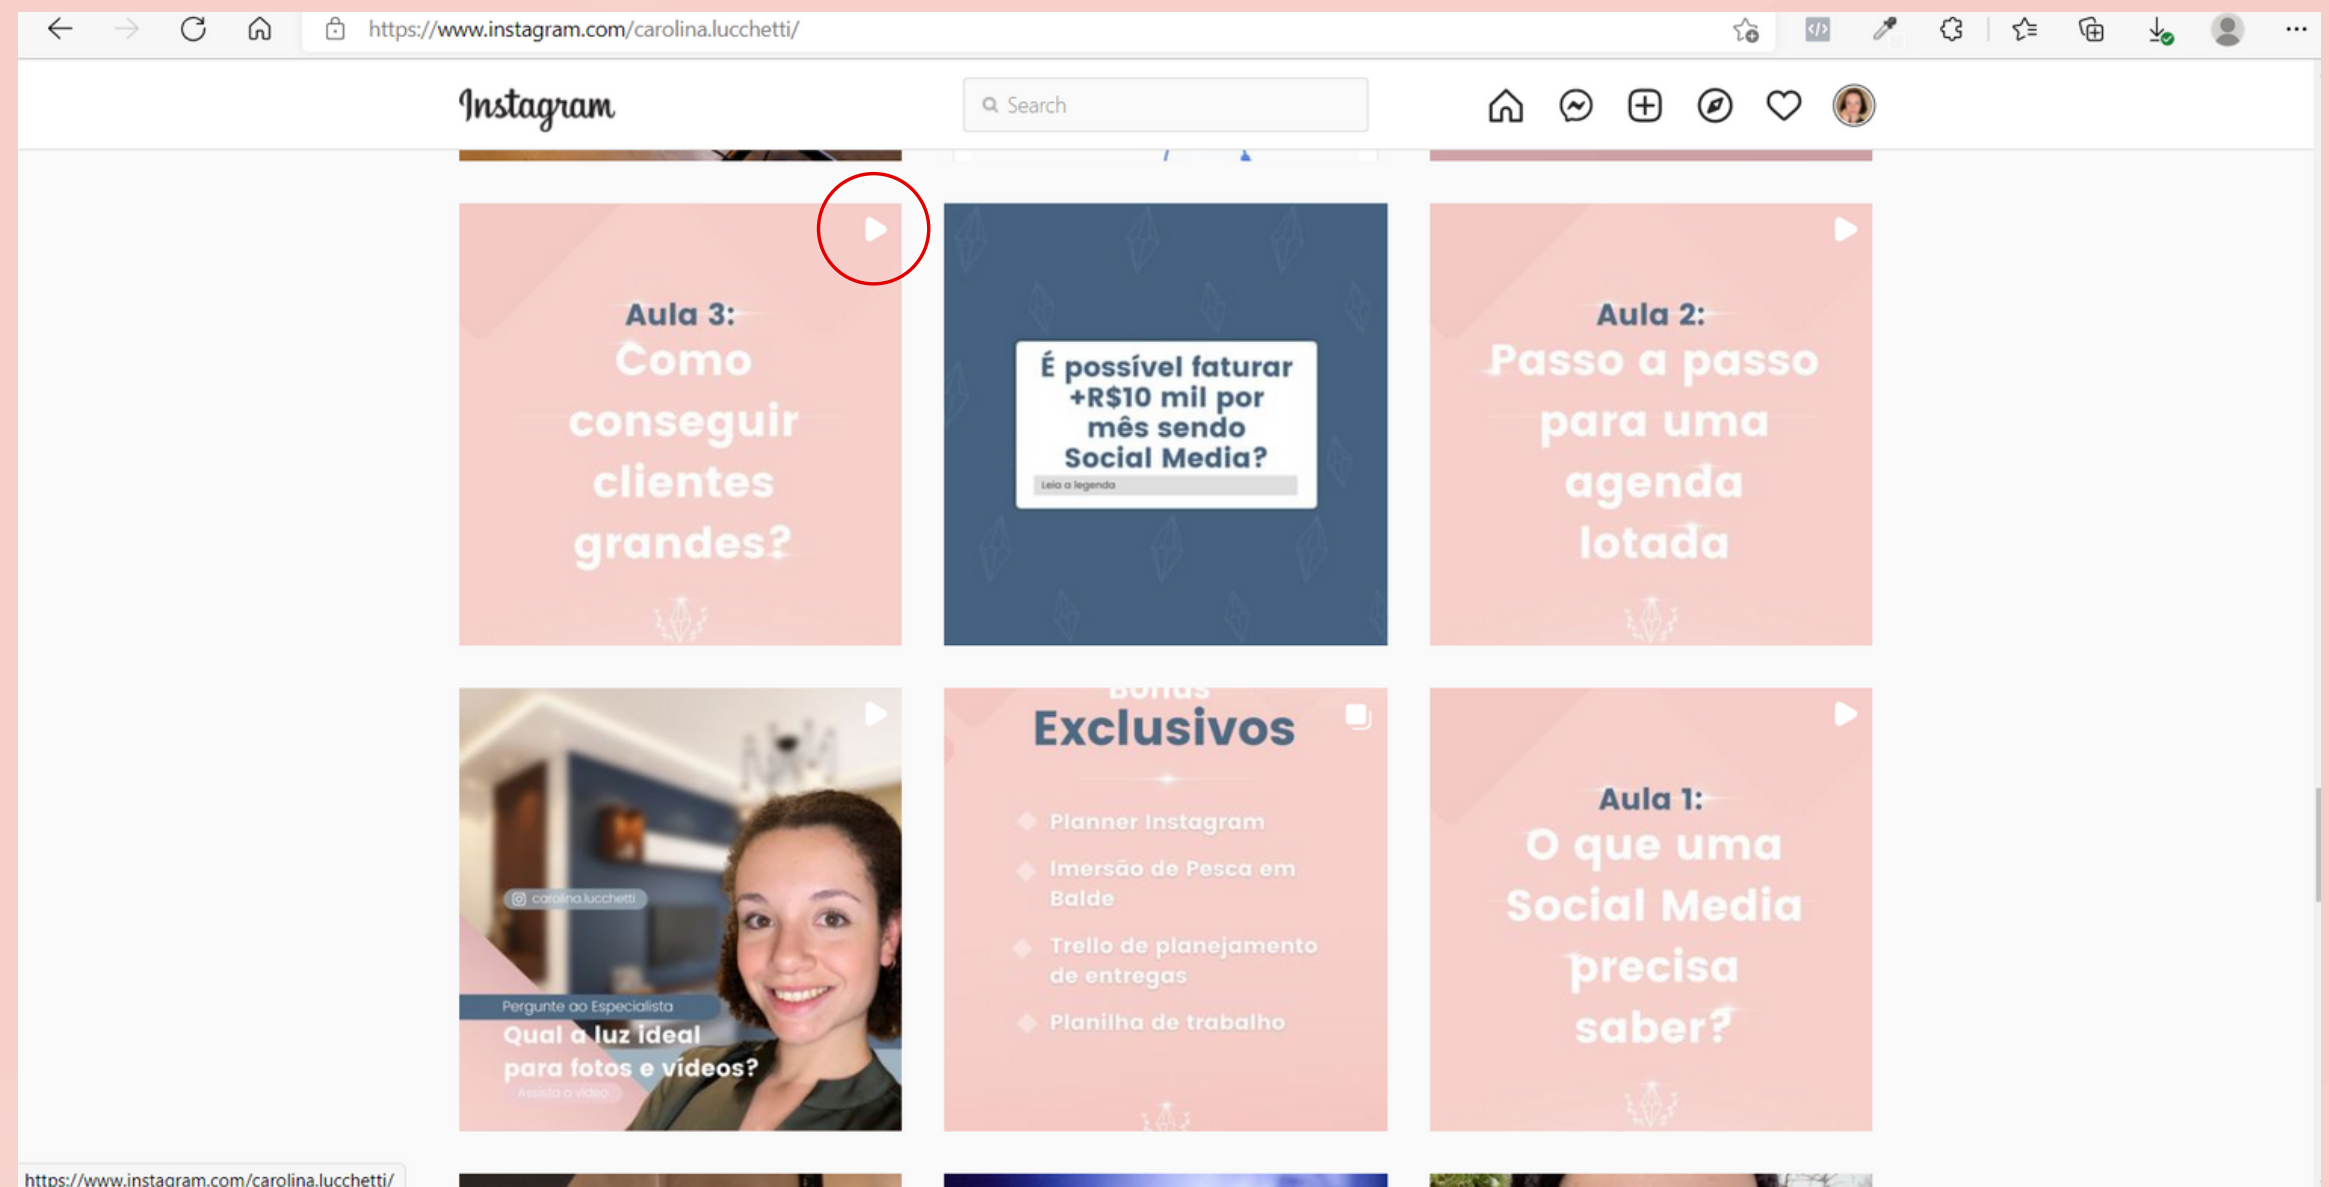 https://www.instagram.com/carolina.lucchetti/
Instagram
Search
Aula 3:
Como
conseguir
clientes
grandes?
É possível faturar
+R$10 mil por
mês sendo
Social Media?
Leia a legenda
Aula 2:
Passo a passo
para uma
agenda
lotada
carolina.lucchetti
Pergunte ao Especialista
Qual a luz ideal
para fotos e vídeos?
Assista o vídeo
Bônus
Exclusivos
Planner Instagram
Imersão de Pesca em
Balde
Trello de planejamento
de entregas
Planilha de trabalho
Aula 1:
O que uma
Social Media
precisa
saber?
https://www.instagram.com/carolina.lucchetti/